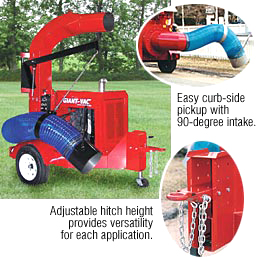 GIANT-VAC
Easy curb-side
pickup with
90-degree intake.
Adjustable hitch height
provides versatility
for each application.